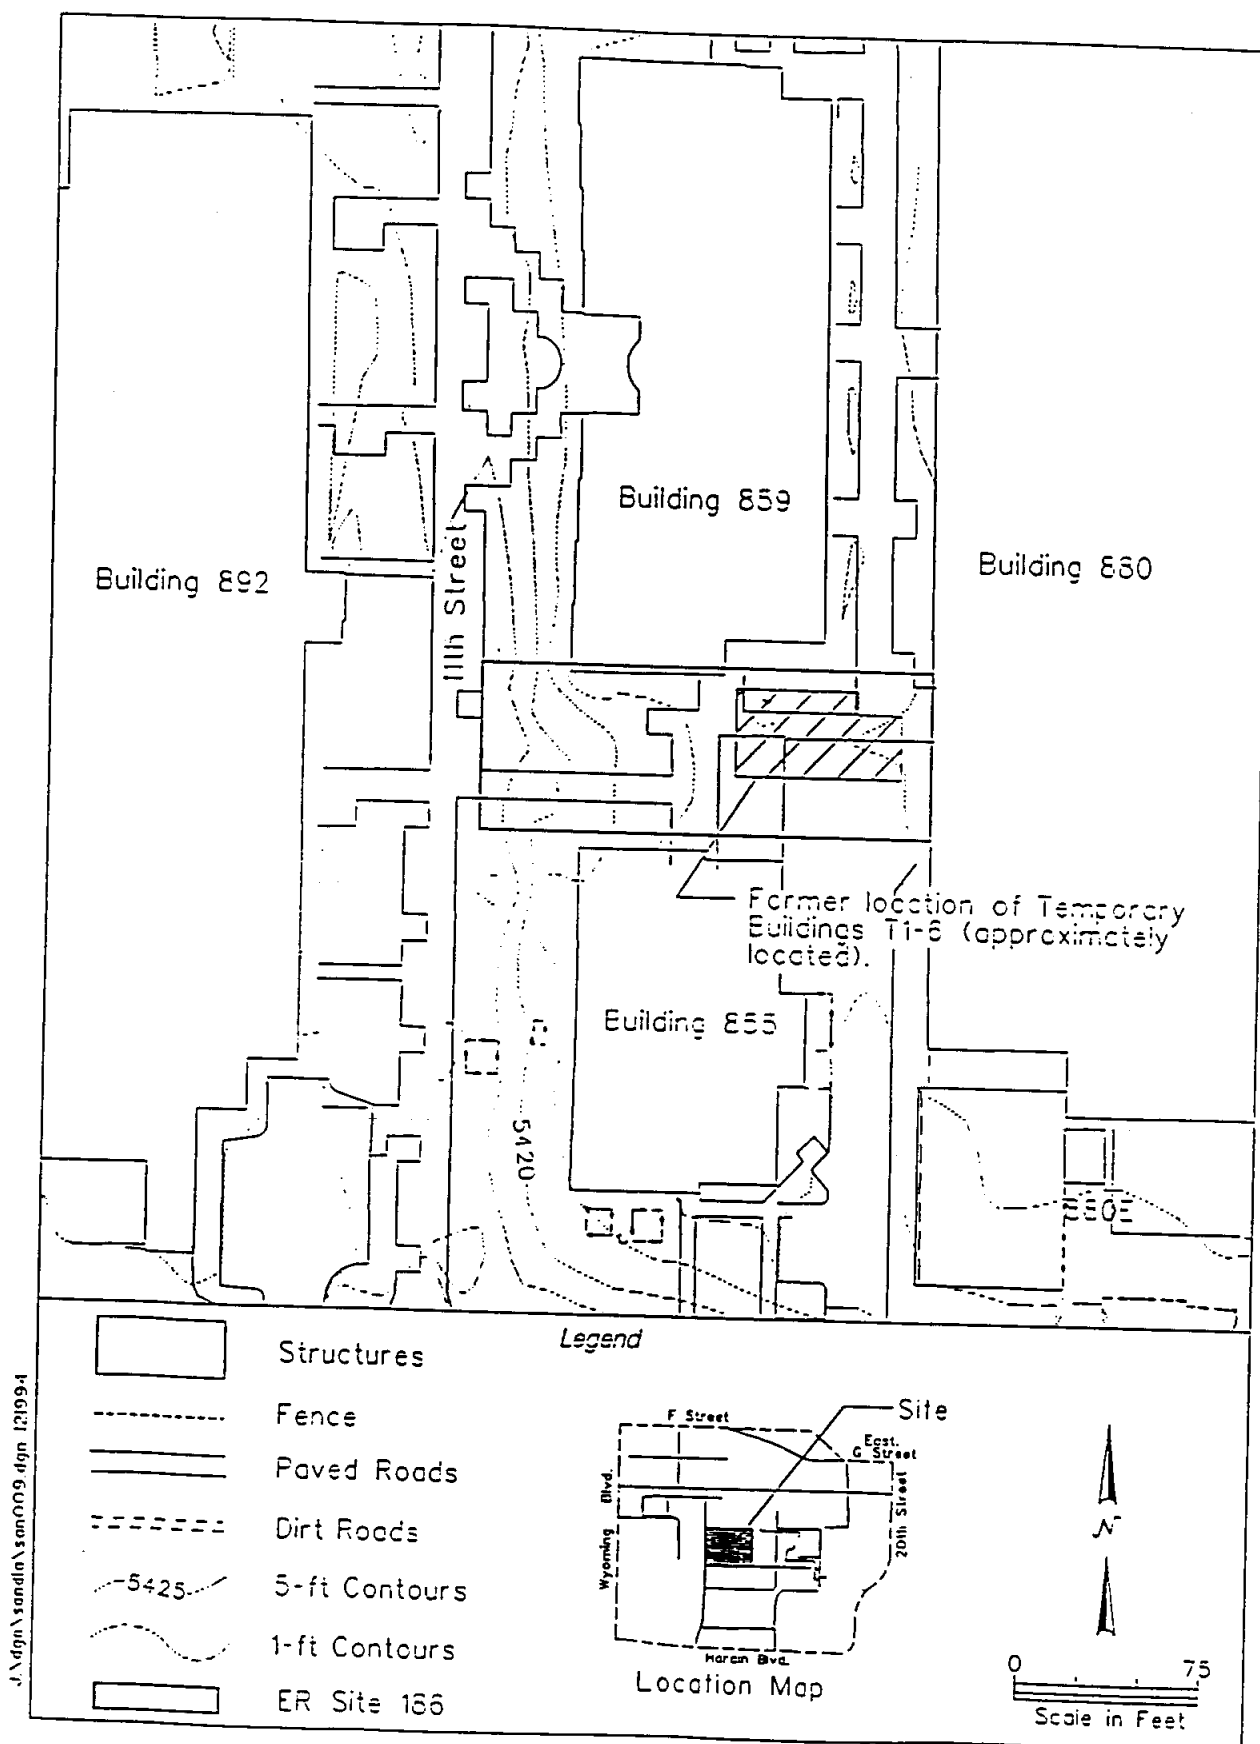 Building 859
Building 892
11th Street
Building 880
Former location of Temporary
Buildings T1-6 (approximately
located).
Building 855
5420
880E
Legend
Structures
Fence
Paved Roads
Dirt Roads
5425
5-ft Contours
1-ft Contours
ER Site 186
F Street
Site
East.
G Street
Wyoming Blvd.
20th Street
Hardin Blvd.
Location Map
N
0 75
Scale in Feet
J:\dgn\sandia\san009.dgn 121994